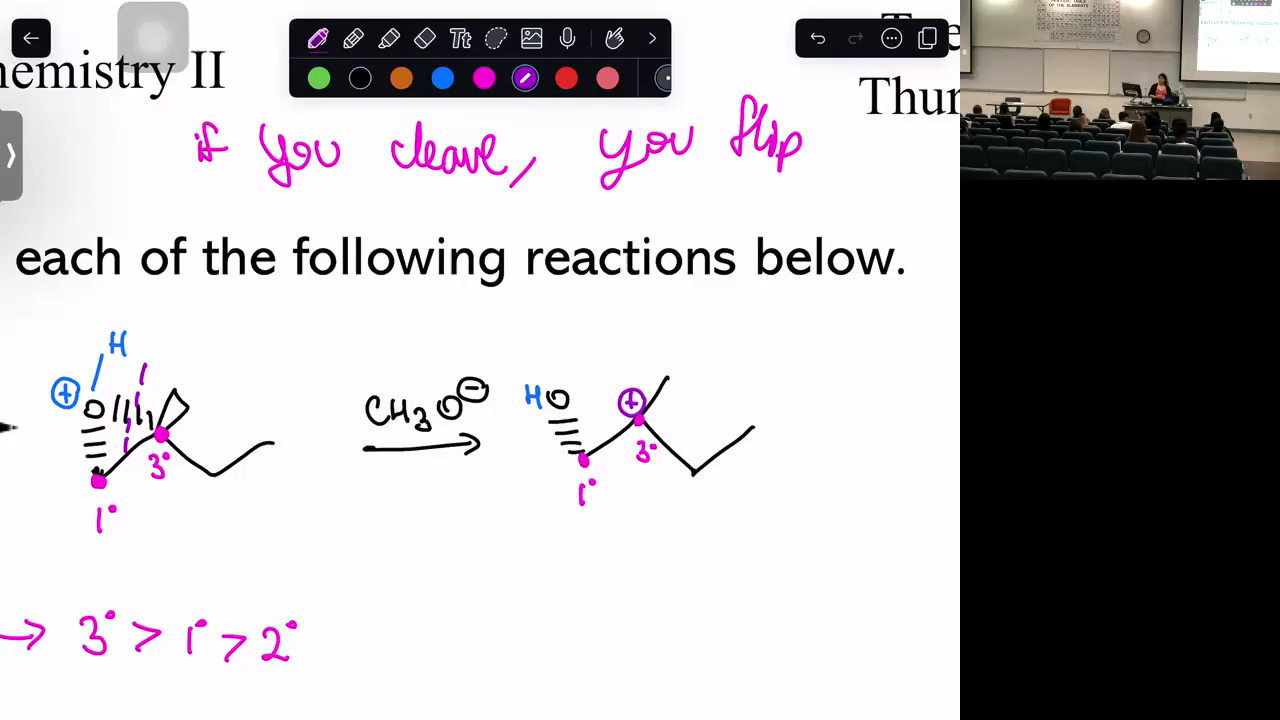 hemistry II
Thur
if you cleave, you flip
each of the following reactions below.
H
+
O
3°
1°
CH3O−
HO
+
3°
1°
→ 3° > 1° > 2°